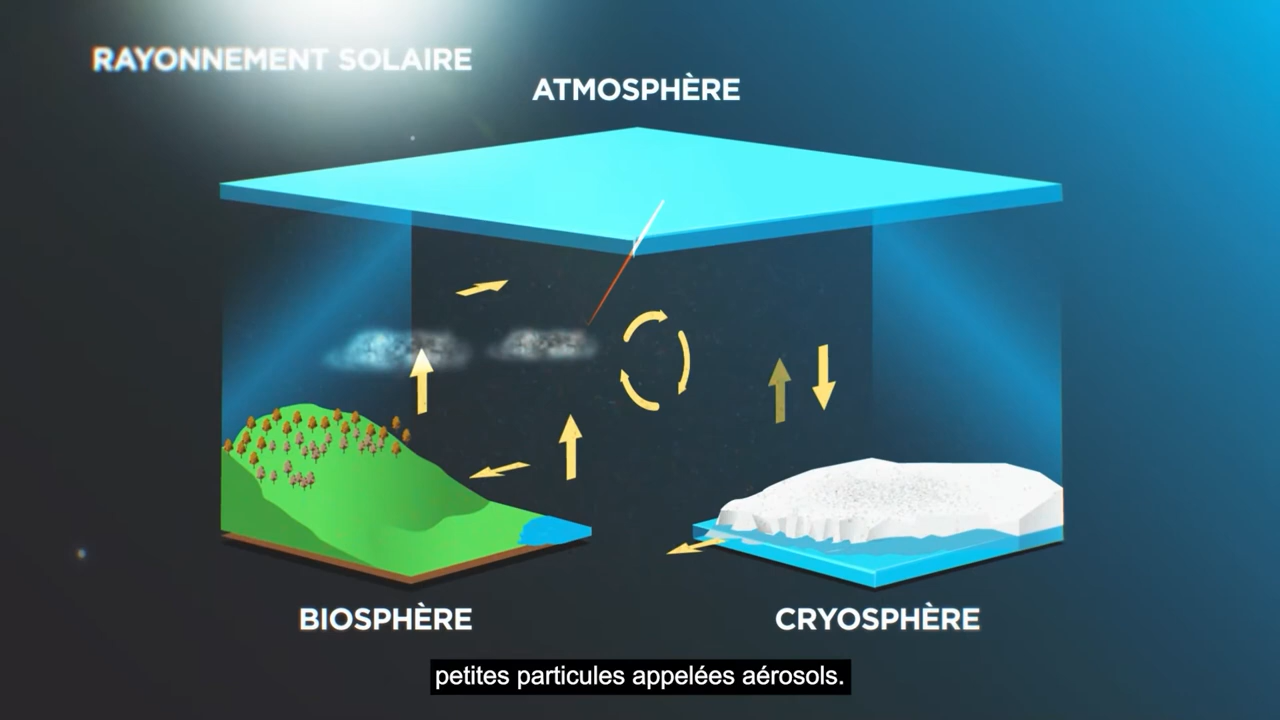 RAYONNEMENT SOLAIRE
ATMOSPHÈRE
BIOSPHÈRE
CRYOSPHÈRE
petites particules appelées aérosols.